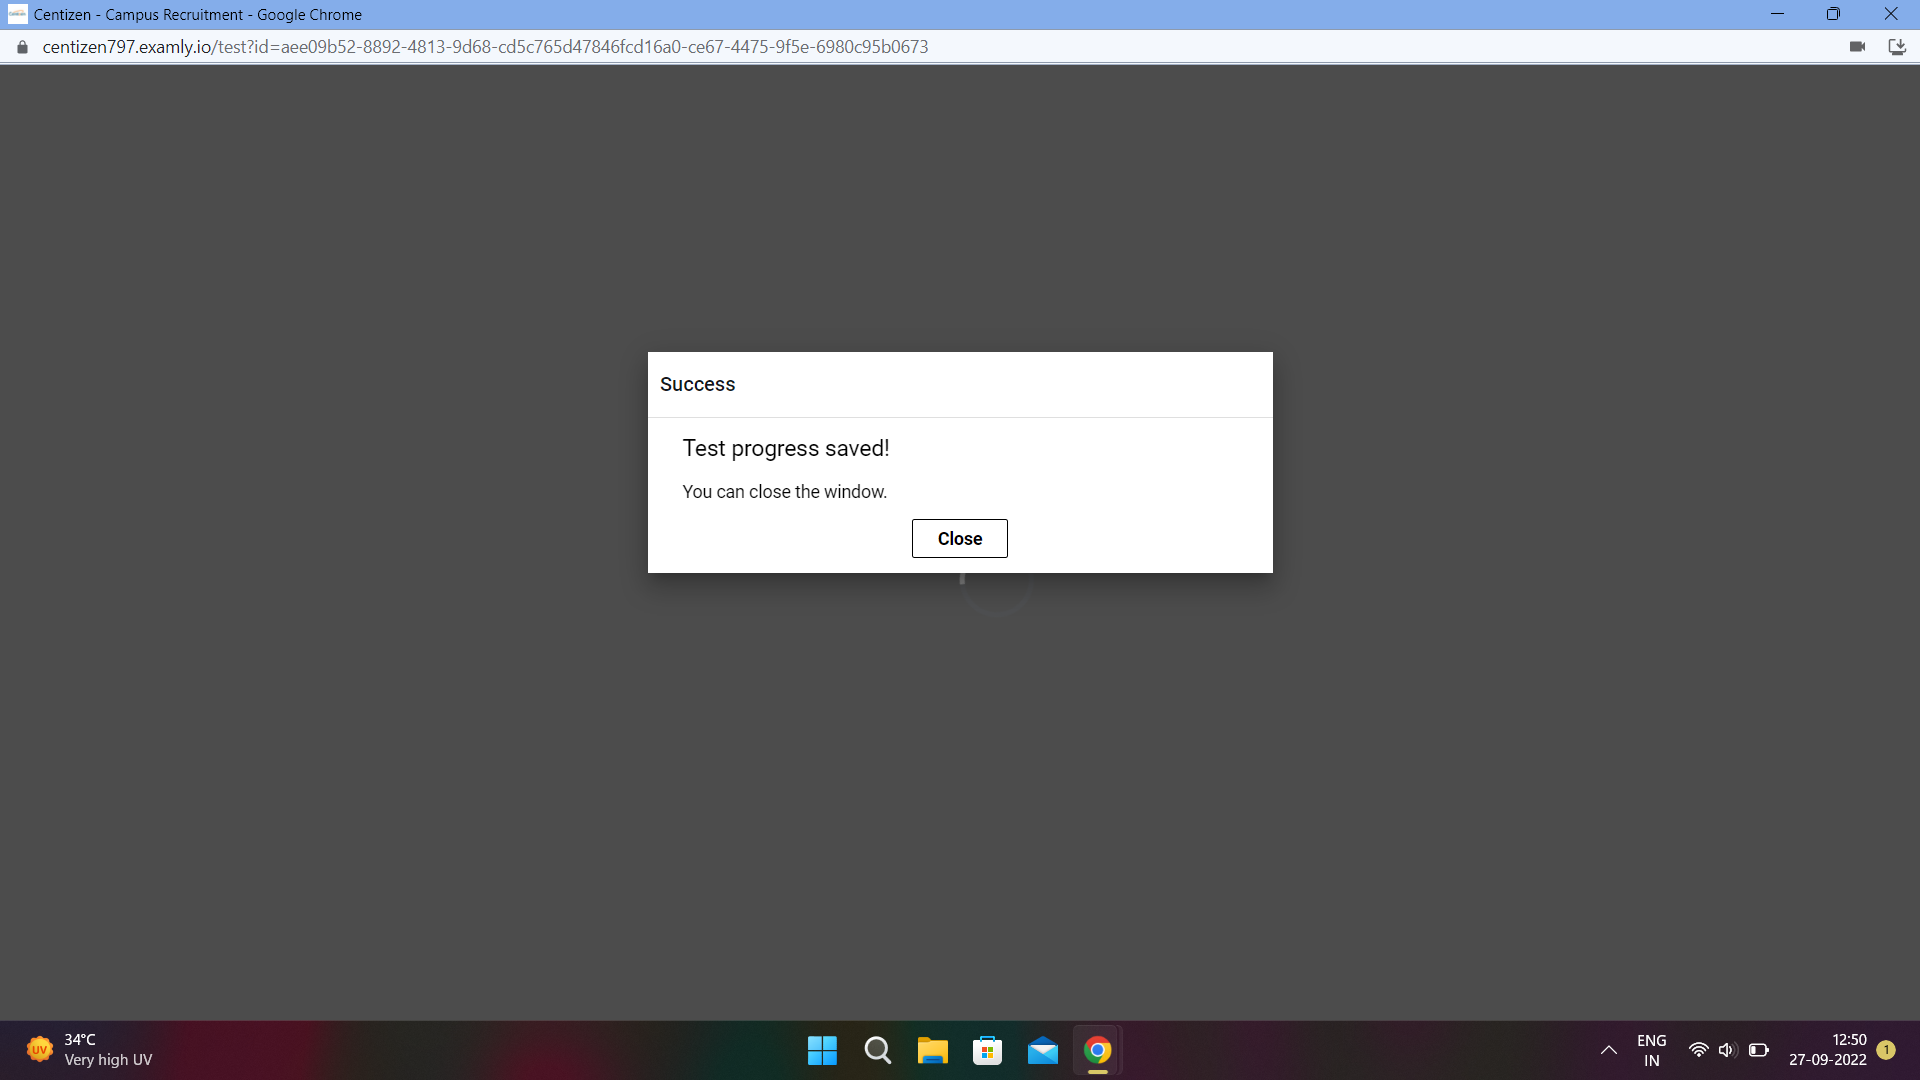 Centizen - Campus Recruitment - Google Chrome
centizen797.examly.io/test?id=aee09b52-8892-4813-9d68-cd5c765d47846fcd16a0-ce67-4475-9f5e-6980c95b0673
Success
Test progress saved!
You can close the window.
Close
UV
34°C
Very high UV
ENG
IN
12:50
27-09-2022
1